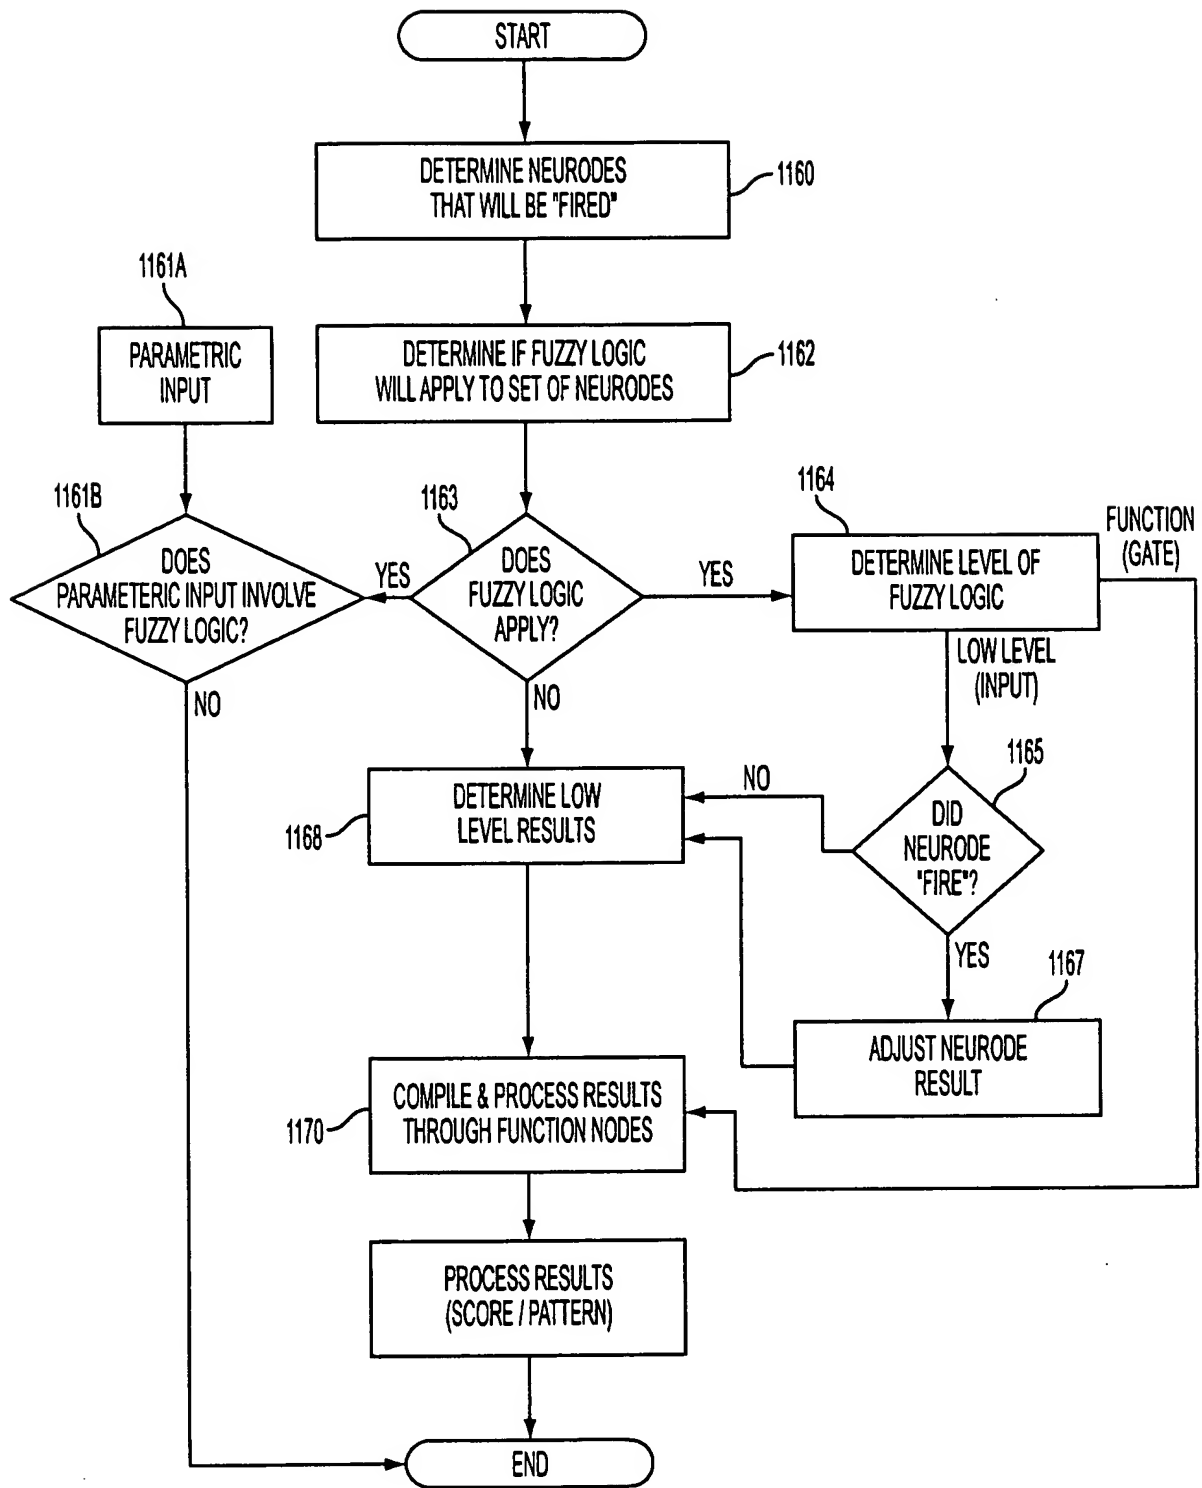 START
DETERMINE NEURODES
THAT WILL BE "FIRED"
1160
1161A
PARAMETRIC
INPUT
DETERMINE IF FUZZY LOGIC
WILL APPLY TO SET OF NEURODES
1162
1161B
DOES
PARAMETERIC INPUT INVOLVE
FUZZY LOGIC?
NO
YES
1163
DOES
FUZZY LOGIC
APPLY?
YES
NO
1164
DETERMINE LEVEL OF
FUZZY LOGIC
FUNCTION
(GATE)
LOW LEVEL
(INPUT)
1165
DID
NEURODE
"FIRE"?
NO
YES
1167
ADJUST NEURODE
RESULT
DETERMINE LOW
LEVEL RESULTS
1168
COMPILE & PROCESS RESULTS
THROUGH FUNCTION NODES
1170
PROCESS RESULTS
(SCORE / PATTERN)
END